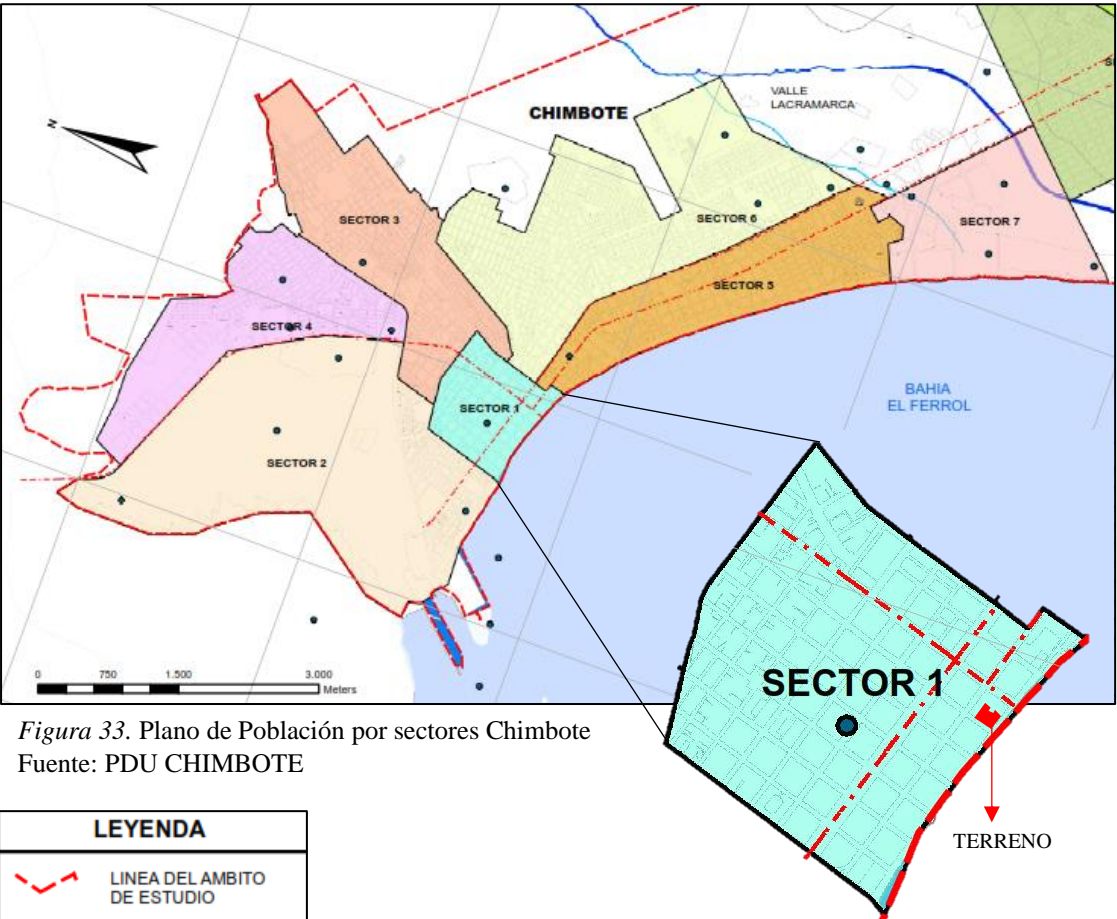 CHIMBOTE
VALLE
LACRAMARCA
N
SECTOR 3
SECTOR 6
SECTOR 7
SECTOR 5
SECTOR 4
SECTOR 1
SECTOR 2
BAHIA
EL FERROL
0 750 1.500 3.000
Meters
SECTOR 1
TERRENO
Figura 33. Plano de Población por sectores Chimbote
Fuente: PDU CHIMBOTE
LEYENDA
LINEA DEL AMBITO
DE ESTUDIO